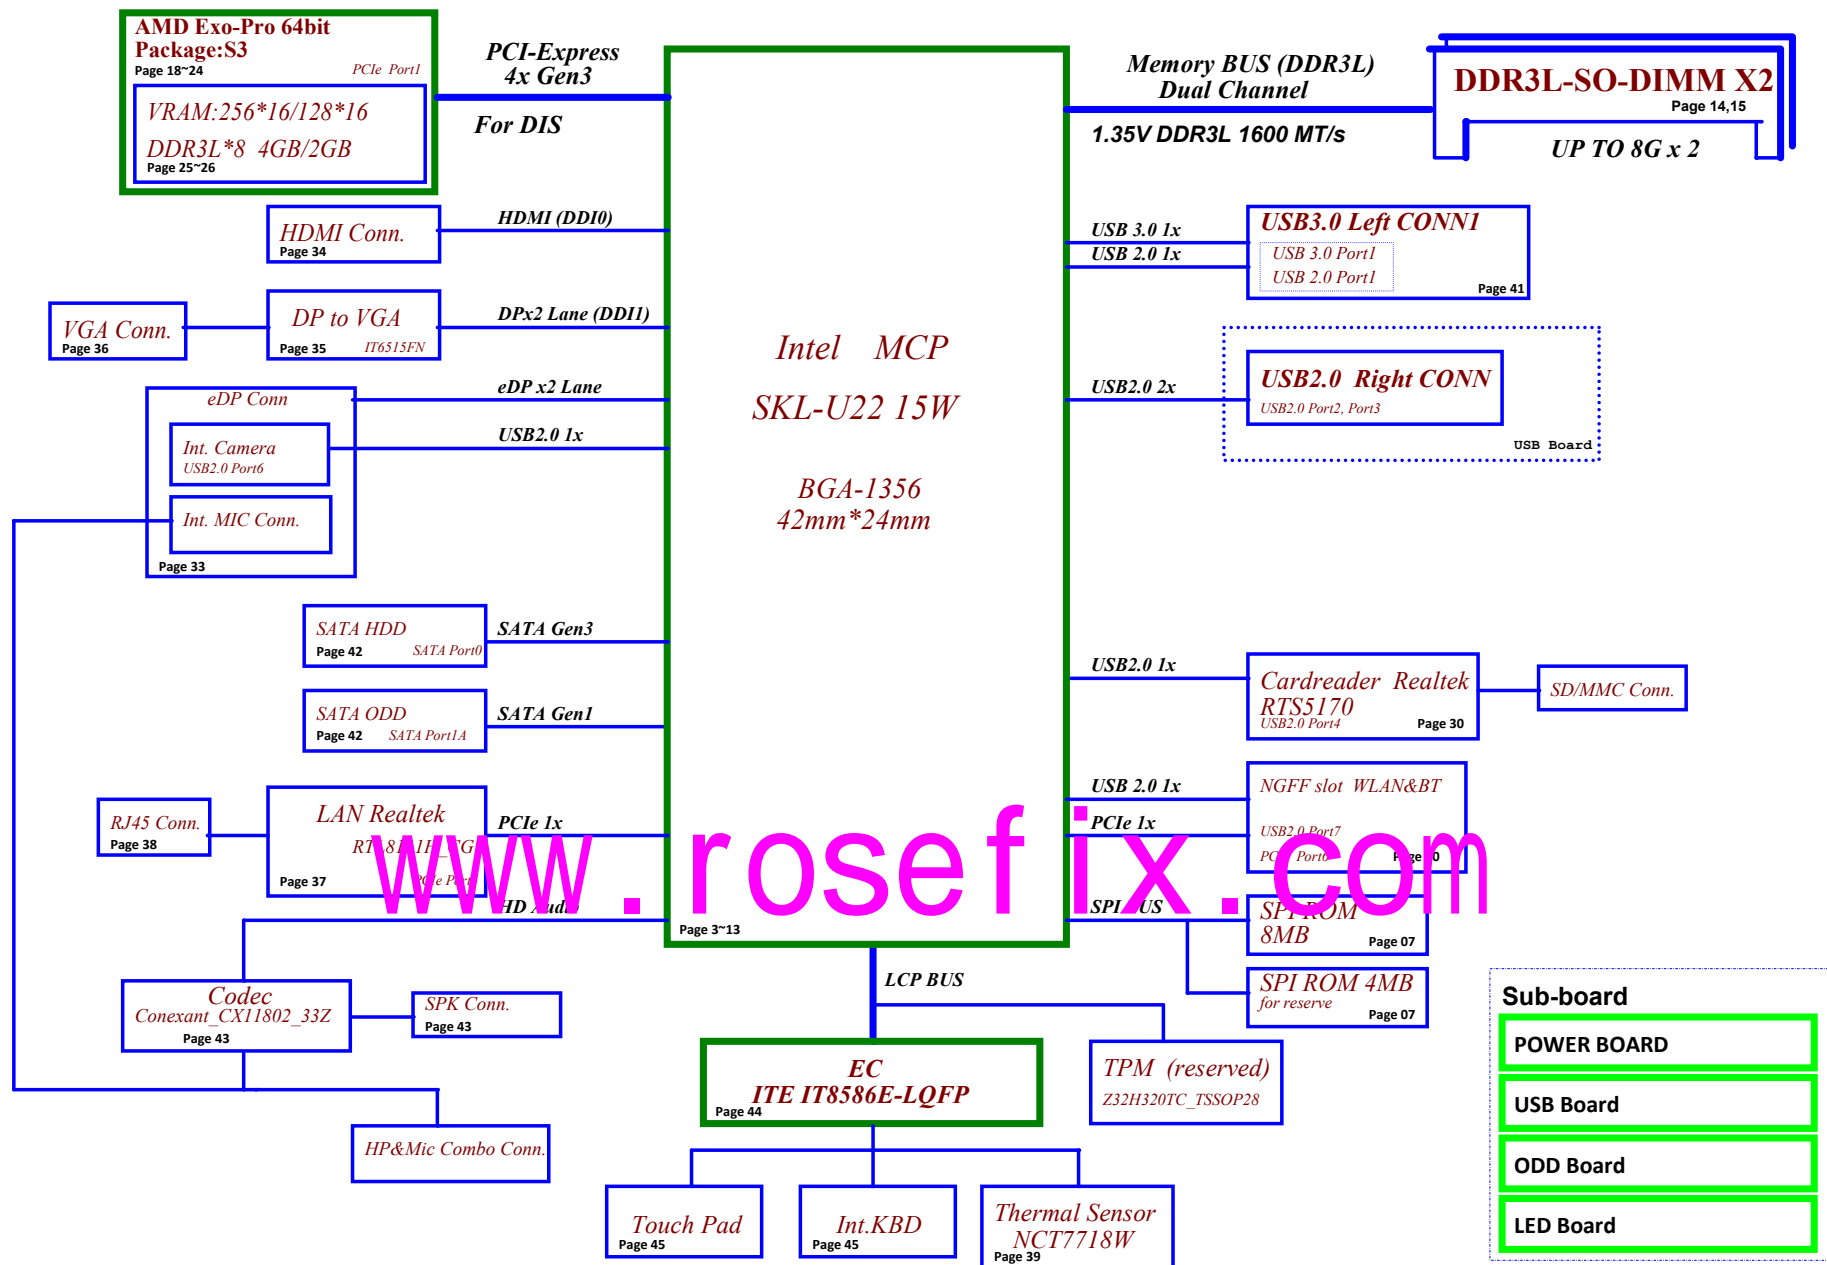 AMD Exo-Pro 64bit
Package:S3
Page 18~24
PCIe Port1
VRAM:256*16/128*16
DDR3L*8 4GB/2GB
Page 25~26
PCI-Express
4x Gen3
For DIS
Memory BUS (DDR3L)
Dual Channel
1.35V DDR3L 1600 MT/s
DDR3L-SO-DIMM X2
Page 14,15
UP TO 8G x 2
HDMI Conn.
Page 34
HDMI (DDI0)
VGA Conn.
Page 36
DP to VGA
Page 35
IT6515FN
DPx2 Lane (DDI1)
eDP Conn
eDP x2 Lane
Int. Camera
USB2.0 Port6
USB2.0 1x
Int. MIC Conn.
Page 33
Intel MCP
SKL-U22 15W
BGA-1356
42mm*24mm
Page 3~13
USB 3.0 1x
USB 2.0 1x
USB3.0 Left CONN1
USB 3.0 Port1
USB 2.0 Port1
Page 41
USB2.0 2x
USB2.0 Right CONN
USB2.0 Port2, Port3
USB Board
SATA HDD
Page 42
SATA Port0
SATA Gen3
SATA ODD
Page 42
SATA Port1A
SATA Gen1
USB2.0 1x
Cardreader Realtek
RTS5170
USB2.0 Port4
Page 30
SD/MMC Conn.
RJ45 Conn.
Page 38
LAN Realtek
Page 37
PCIe 1x
USB 2.0 1x
PCIe 1x
NGFF slot WLAN&BT
USB2.0 Port7
www.rosefix.com
HD Audio
SPI BUS
SPI ROM
8MB
Page 07
SPI ROM 4MB
for reserve
Page 07
Codec
Conexant_CX11802_33Z
Page 43
SPK Conn.
Page 43
HP&Mic Combo Conn.
LCP BUS
EC
ITE IT8586E-LQFP
Page 44
TPM (reserved)
Z32H320TC_TSSOP28
Touch Pad
Page 45
Int.KBD
Page 45
Thermal Sensor
NCT7718W
Page 39
Sub-board
POWER BOARD
USB Board
ODD Board
LED Board